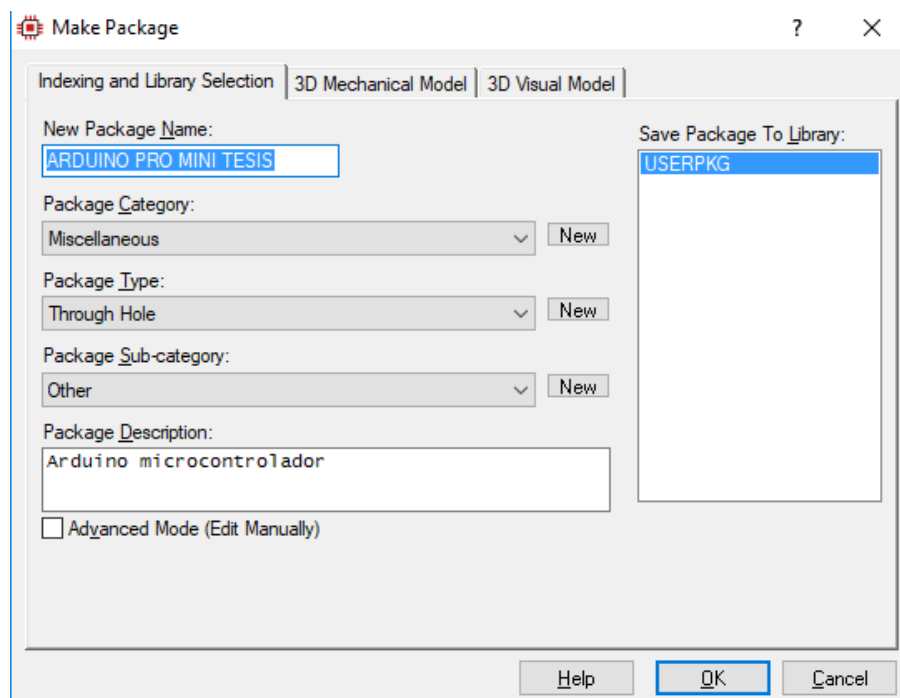 Make Package
?
Indexing and Library Selection
3D Mechanical Model
3D Visual Model
New Package Name:
ARDUINO PRO MINI TESIS
Package Category:
Miscellaneous
New
Package Type:
Through Hole
New
Package Sub-category:
Other
New
Package Description:
Arduino microcontrolador
Advanced Mode (Edit Manually)
Save Package To Library:
USERPKG
Help
OK
Cancel